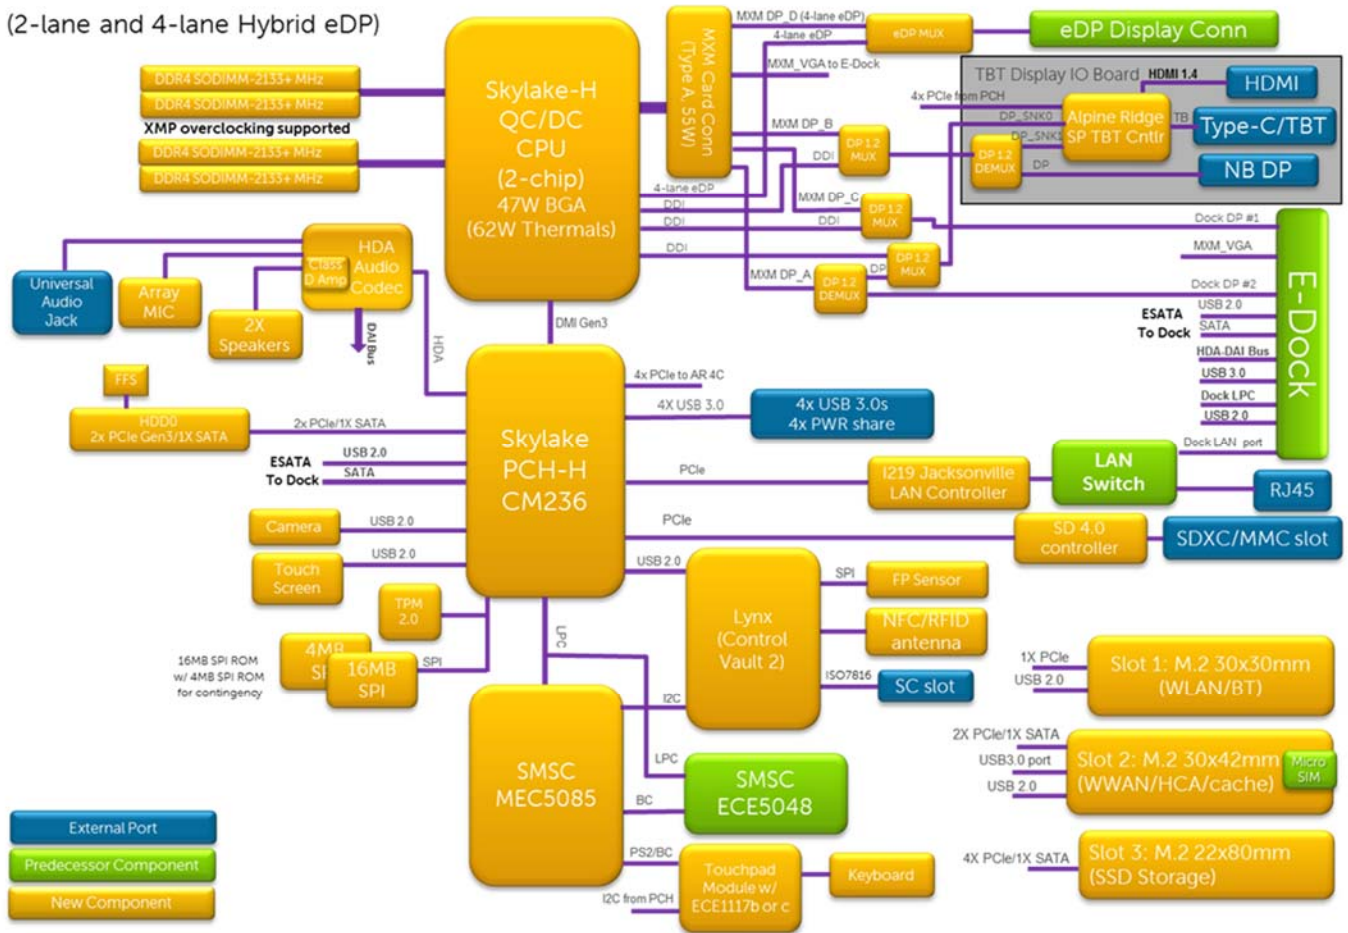 (2-lane and 4-lane Hybrid eDP)
DDR4 SODIMM-2133+ MHz
DDR4 SODIMM-2133+ MHz
XMP overclocking supported
DDR4 SODIMM-2133+ MHz
DDR4 SODIMM-2133+ MHz
Skylake-H
QC/DC
CPU
(2-chip)
47W BGA
(62W Thermals)
MXM Card Conn
(Type A, 55W)
MXM DP_D (4-lane eDP)
4-lane eDP
MXM_VGA to E-Dock
eDP MUX
eDP Display Conn
TBT Display IO Board
HDMI 1.4
HDMI
4x PCIe from PCH
DP_SNK0
DP_SNK1
Alpine Ridge
SP TBT Cntlr
TB
Type-C/TBT
DP 1.2
DEMUX
DP
NB DP
MXM DP_B
DDI
DP 1.2
MUX
4-lane eDP
DDI
DDI
DDI
MXM DP_C
DDI
DP 1.2
MUX
DP 1.2
MUX
MXM DP_A
DP
DP 1.2
DEMUX
Dock DP #1
MXM_VGA
Dock DP #2
USB 2.0
ESATA
To Dock
SATA
HDA-DAI Bus
USB 3.0
Dock LPC
USB 2.0
Dock LAN port
E-Dock
HDA
Audio
Codec
Class
D Amp
Universal
Audio
Jack
Array
MIC
2X
Speakers
DAI Bus
HDA
DMI Gen3
FFS
HDD0
2x PCIe Gen3/1X SATA
2x PCIe/1X SATA
ESATA
To Dock
USB 2.0
SATA
Skylake
PCH-H
CM236
4x PCIe to AR 4C
4X USB 3.0
4x USB 3.0s
4x PWR share
PCIe
I219 Jacksonville
LAN Controller
LAN
Switch
RJ45
PCIe
SD 4.0
controller
SDXC/MMC slot
Camera
USB 2.0
Touch
Screen
USB 2.0
TPM
2.0
4MB
16MB
SPI
SPI
16MB SPI ROM
w/ 4MB SPI ROM
for contingency
LPC
USB 2.0
Lynx
(Control
Vault 2)
SPI
FP Sensor
NFC/RFID
antenna
ISO7816
SC slot
I2C
SMSC
MEC5085
LPC
BC
SMSC
ECE5048
PS2/BC
I2C from PCH
Touchpad
Module w/
ECE1117b or c
Keyboard
1X PCIe
USB 2.0
Slot 1: M.2 30x30mm
(WLAN/BT)
2X PCIe/1X SATA
USB3.0 port
USB 2.0
Slot 2: M.2 30x42mm
(WWAN/HCA/cache)
Micro
SIM
4X PCIe/1X SATA
Slot 3: M.2 22x80mm
(SSD Storage)
External Port
Predecessor Component
New Component